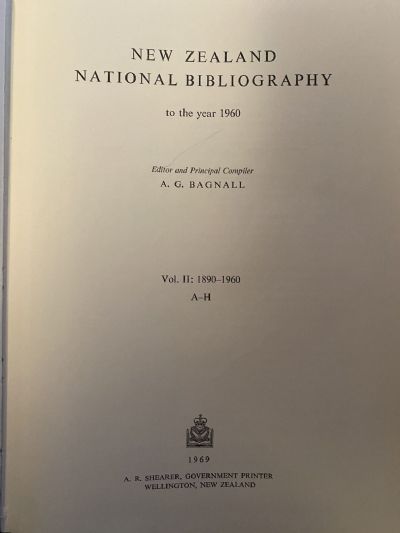 NEW ZEALAND
NATIONAL BIBLIOGRAPHY
to the year 1960
Editor and Principal Compiler
A. G. BAGNALL
Vol. II: 1890–1960
A–H
1969
A. R. SHEARER, GOVERNMENT PRINTER
WELLINGTON, NEW ZEALAND